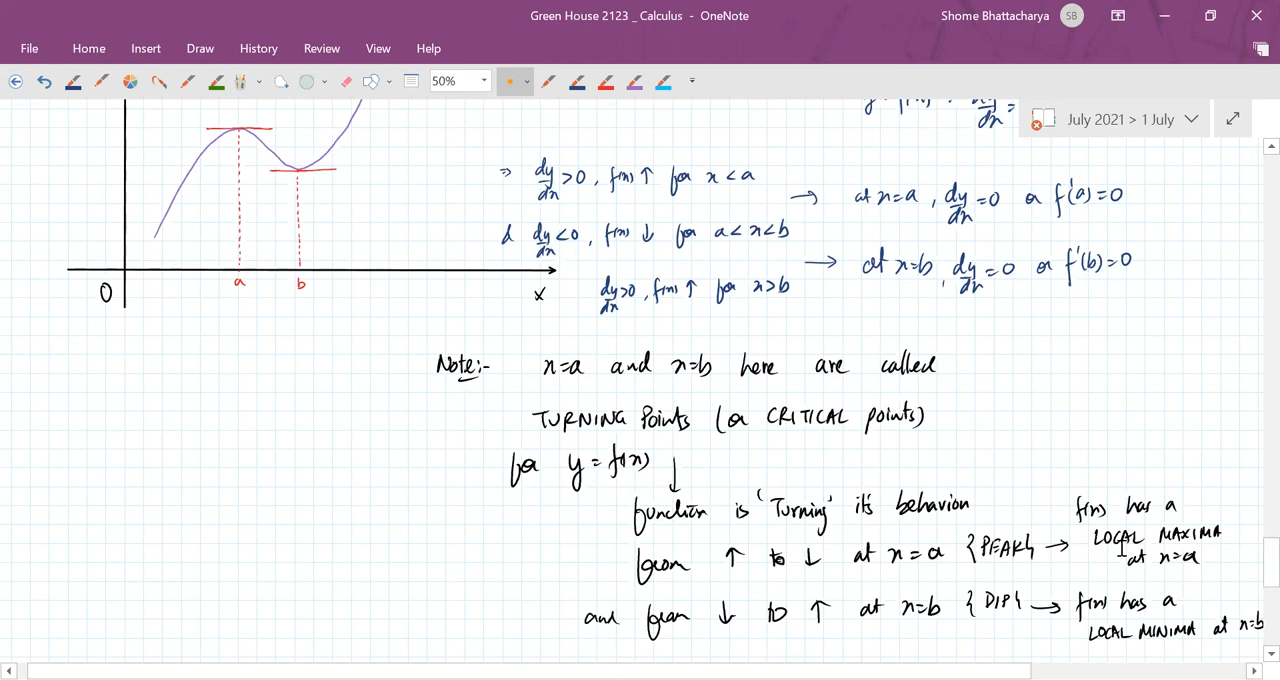 Green House 2123 _ Calculus - OneNote
Shome Bhattacharya SB
File Home Insert Draw History Review View Help
50%
July 2021 > 1 July
dy/dx =
⇒ dy/dx >0, f(x) ↑ for x < a → at x=a, dy/dx =0 or f'(a)=0
& dy/dx <0, f(x) ↓ for a < x < b
→ at x=b, dy/dx =0 or f'(b)=0
dy/dx >0, f(x) ↑ for x > b
O a b X
Note:- x=a and x=b here are called
TURNING Points (or CRITICAL points)
for y = f(x) ↓
function is 'Turning' it's behavior
from ↑ to ↓ at x = a {PEAK} → f(x) has a
LOCAL MAXIMA
at x=a
and from ↓ to ↑ at x=b {DIP} → f(x) has a
LOCAL MINIMA at x=b